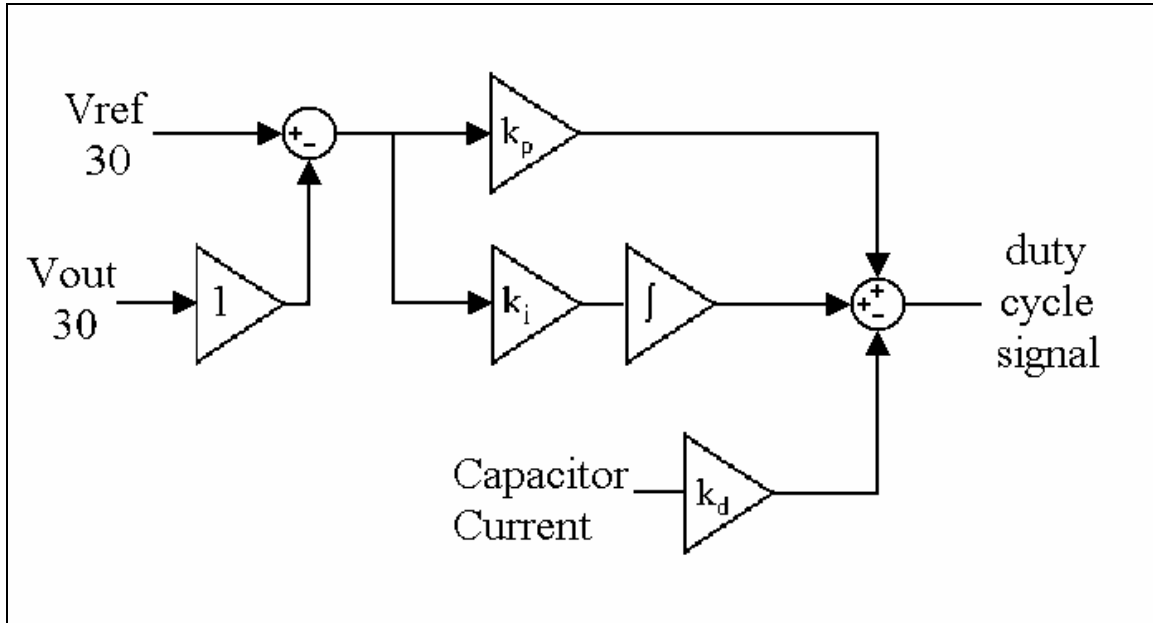 Vref
30
+
-
kp
Vout
30
1
ki
∫
+
+
-
duty
cycle
signal
Capacitor
Current
kd